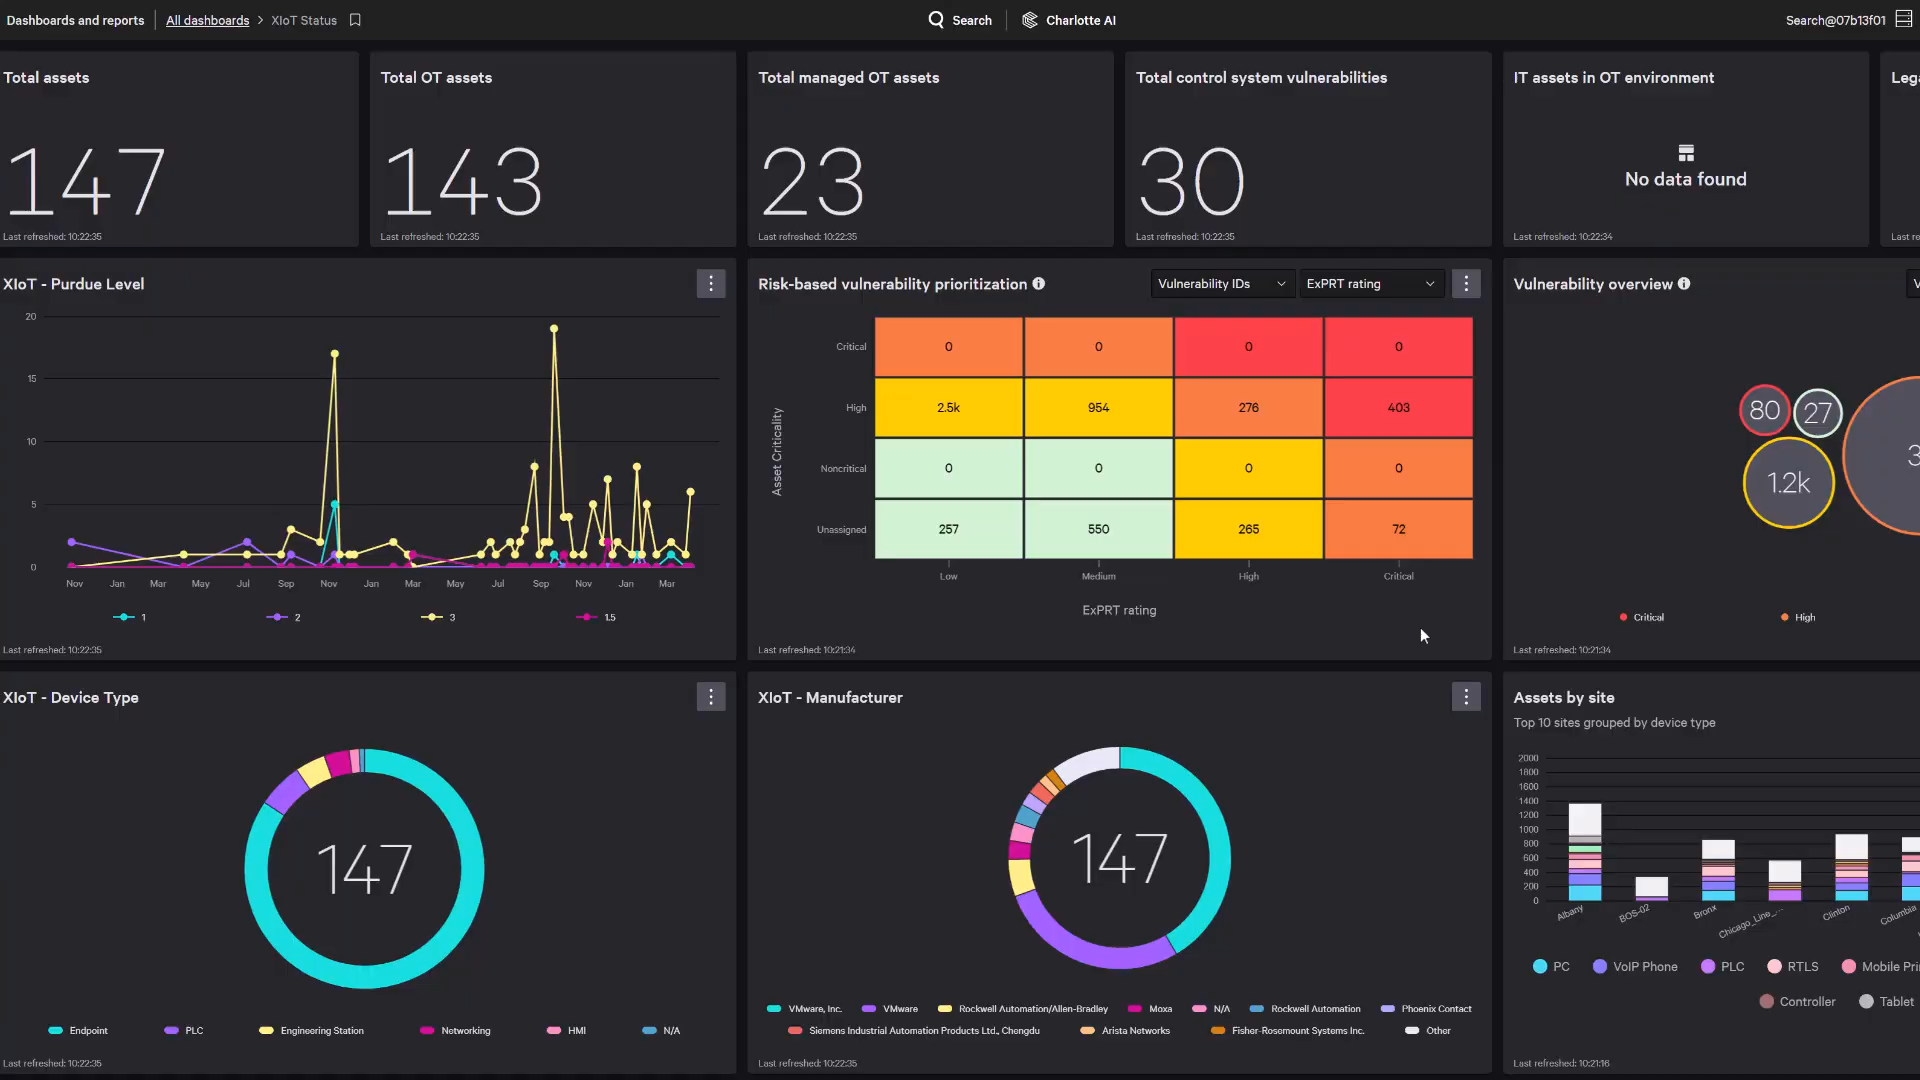 Dashboards and reports
All dashboards > XIoT Status
Search
Charlotte AI
Search@07b13f01
Total assets
147
Last refreshed: 10:22:35
Total OT assets
143
Last refreshed: 10:22:35
Total managed OT assets
23
Last refreshed: 10:22:35
Total control system vulnerabilities
30
Last refreshed: 10:22:35
IT assets in OT environment
No data found
Last refreshed: 10:22:34
XIoT - Purdue Level
20
15
10
5
0
Nov Jan Mar May Jul Sep Nov Jan Mar May Jul Sep Nov Jan Mar
1 2 3 1.5
Last refreshed: 10:22:35
Risk-based vulnerability prioritization
Vulnerability IDs
ExPRT rating
Asset Criticality
Critical 0 0 0 0
High 2.5k 954 276 403
Noncritical 0 0 0 0
Unassigned 257 550 265 72
Low Medium High Critical
ExPRT rating
Last refreshed: 10:21:34
Vulnerability overview
80
27
1.2k
Critical High
Last refreshed: 10:21:34
XIoT - Device Type
147
Endpoint PLC Engineering Station Networking HMI N/A
Last refreshed: 10:22:35
XIoT - Manufacturer
147
VMware, Inc. VMware Rockwell Automation/Allen-Bradley Moxa N/A Rockwell Automation Phoenix Contact
Siemens Industrial Automation Products Ltd., Chengdu Arista Networks Fisher-Rosemount Systems Inc. Other
Last refreshed: 10:22:35
Assets by site
Top 10 sites grouped by device type
2000
1800
1600
1400
1200
1000
800
600
400
200
0
Albany BOS-02 Bronx Chicago_Line_... Clinton Columbia
PC VoIP Phone PLC RTLS Mobile Pri
Controller Tablet
Last refreshed: 10:21:16